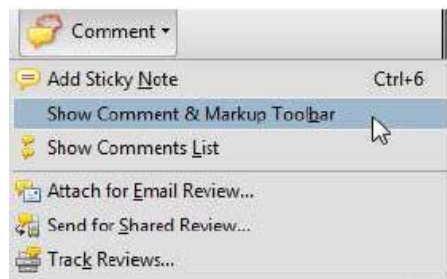 Comment
Add Sticky Note Ctrl+6
Show Comment & Markup Toolbar
Show Comments List
Attach for Email Review...
Send for Shared Review...
Track Reviews...